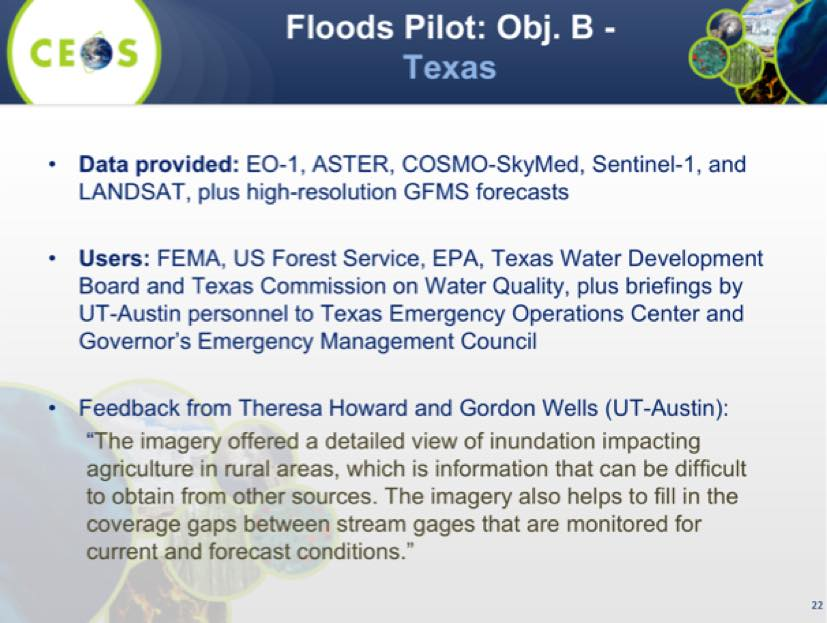 CEOS
Floods Pilot: Obj. B -
Texas
• Data provided: EO-1, ASTER, COSMO-SkyMed, Sentinel-1, and
LANDSAT, plus high-resolution GFMS forecasts
• Users: FEMA, US Forest Service, EPA, Texas Water Development
Board and Texas Commission on Water Quality, plus briefings by
UT-Austin personnel to Texas Emergency Operations Center and
Governor’s Emergency Management Council
• Feedback from Theresa Howard and Gordon Wells (UT-Austin):
“The imagery offered a detailed view of inundation impacting
agriculture in rural areas, which is information that can be difficult
to obtain from other sources. The imagery also helps to fill in the
coverage gaps between stream gages that are monitored for
current and forecast conditions.”
22